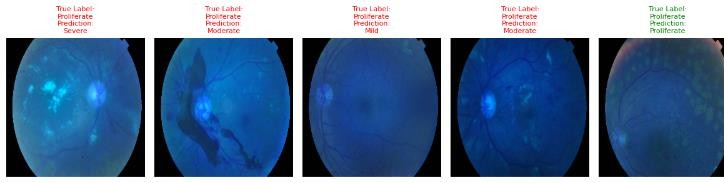 True Label:
Proliferate
Prediction:
Severe
True Label:
Proliferate
Prediction:
Moderate
True Label:
Proliferate
Prediction:
Mild
True Label:
Proliferate
Prediction:
Moderate
True Label:
Proliferate
Prediction:
Proliferate